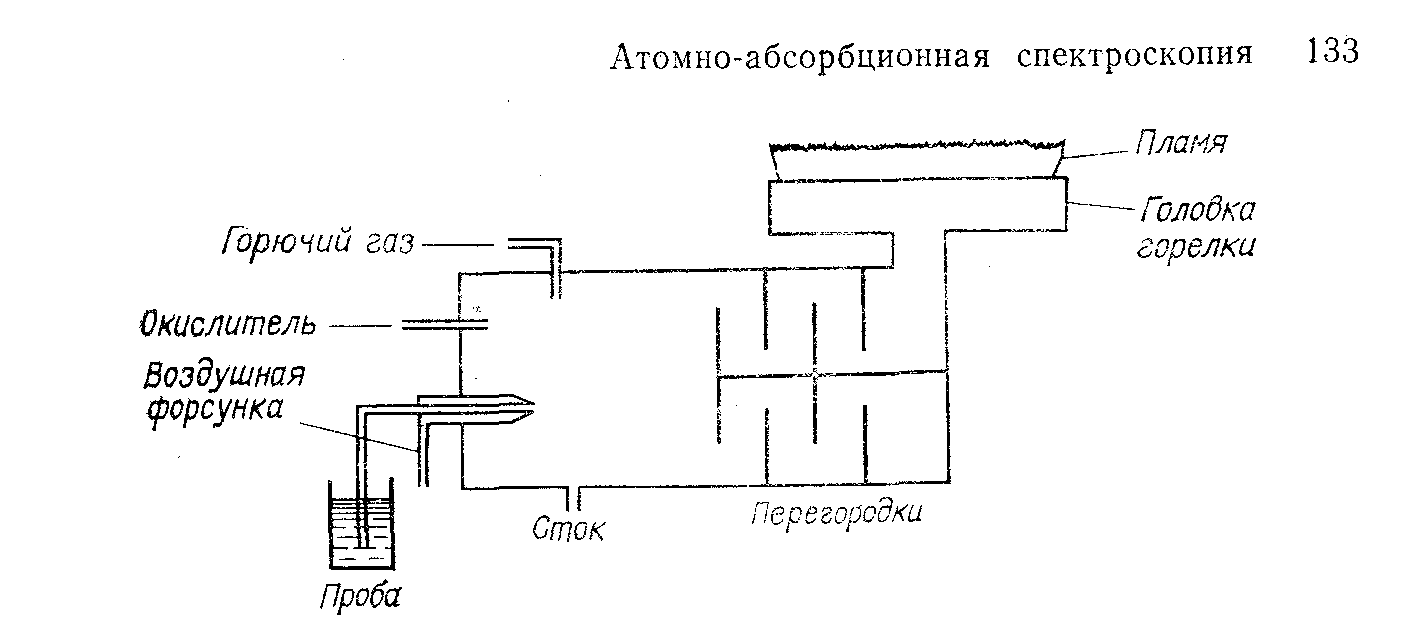 Атомно-абсорбционная спектроскопия 133
Пламя
Головка
горелки
Горючий газ
Окислитель
Воздушная
форсунка
Сток
Перегородки
Проба